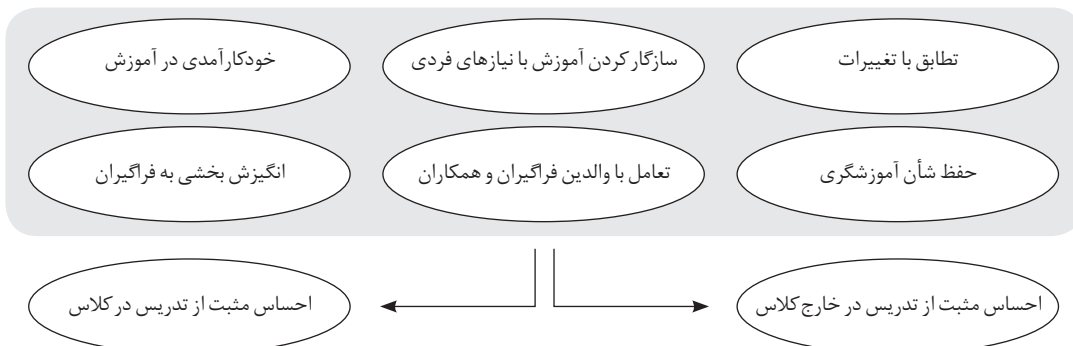 تطابق با تغییرات
سازگار کردن آموزش با نیازهای فردی
خودکارآمدی در آموزش
حفظ شأن آموزشگری
تعامل با والدین فراگیران و همکاران
انگیزش بخشی به فراگیران
احساس مثبت از تدریس در خارج کلاس
احساس مثبت از تدریس در کلاس